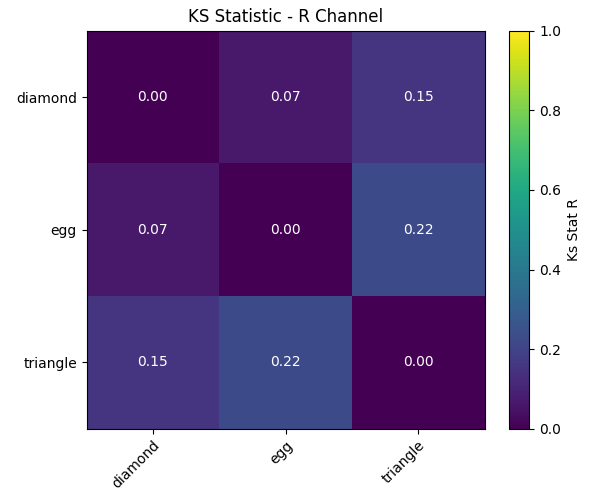 KS Statistic - R Channel
diamond 0.00 0.07 0.15
egg 0.07 0.00 0.22
triangle 0.15 0.22 0.00
diamond egg triangle
1.0
0.8
0.6
0.4
0.2
0.0
Ks Stat R